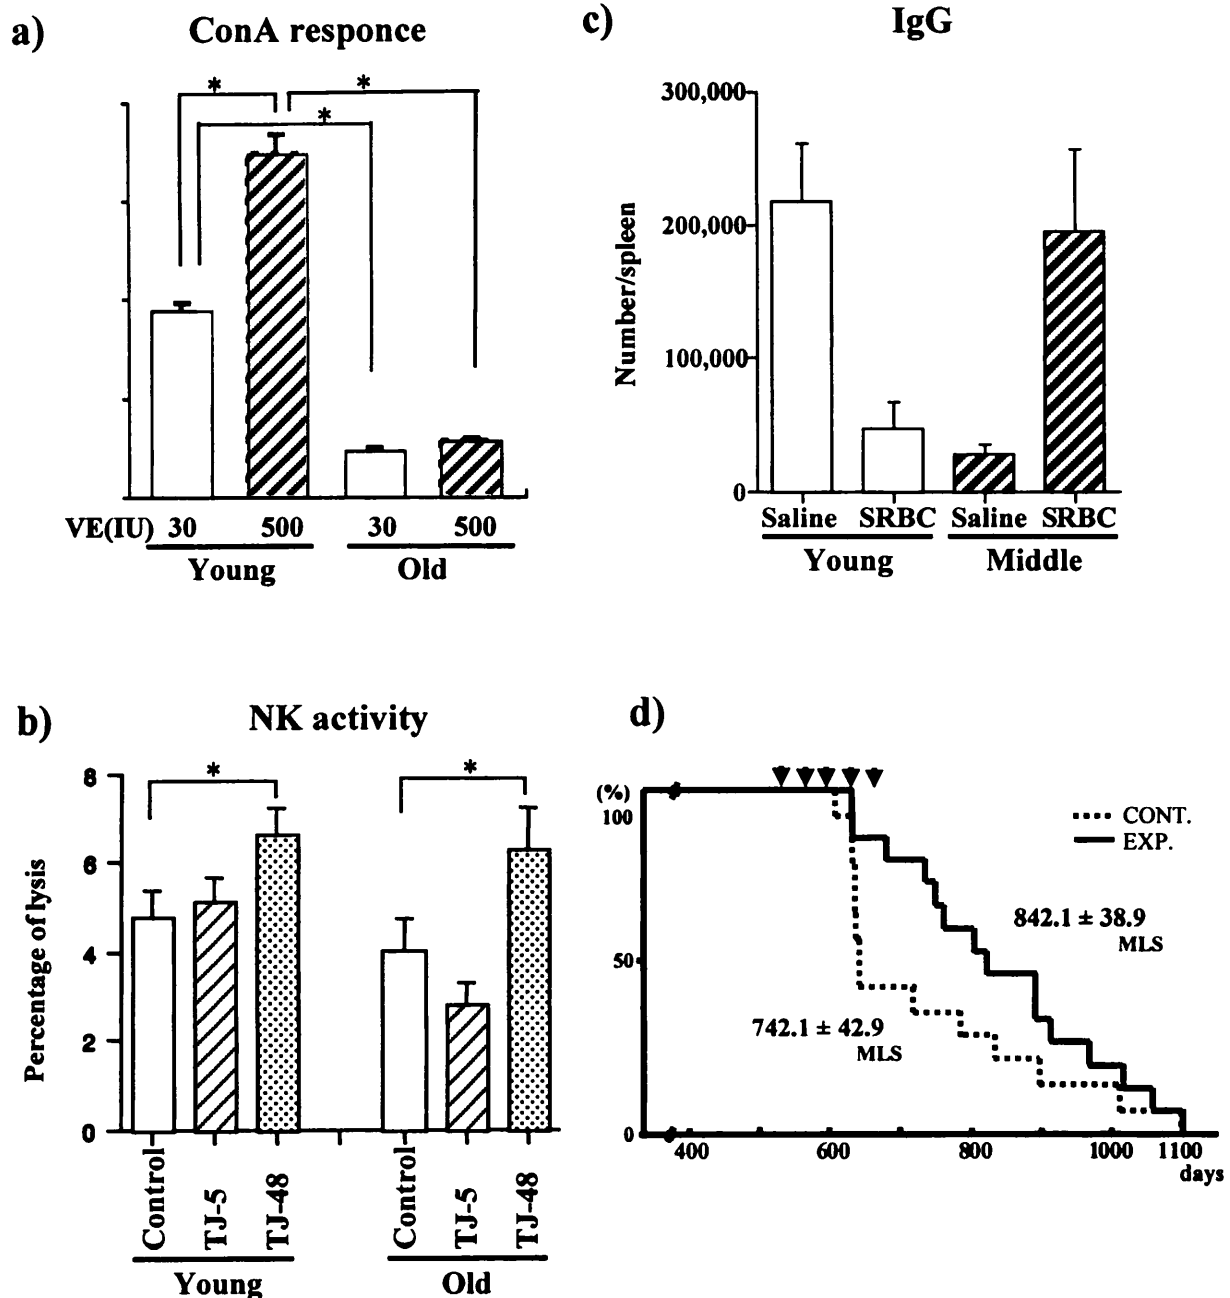 a)
ConA responce
*
*
*
VE(IU) 30 500 30 500
Young Old
c)
IgG
300,000
200,000
100,000
0
Number/spleen
Saline SRBC Saline SRBC
Young Middle
b)
NK activity
8
6
4
2
0
Percentage of lysis
*
*
Control TJ-5 TJ-48 Control TJ-5 TJ-48
Young Old
d)
(%)
100
50
0
CONT.
EXP.
842.1 ± 38.9
MLS
742.1 ± 42.9
MLS
400 600 800 1000 1100
days